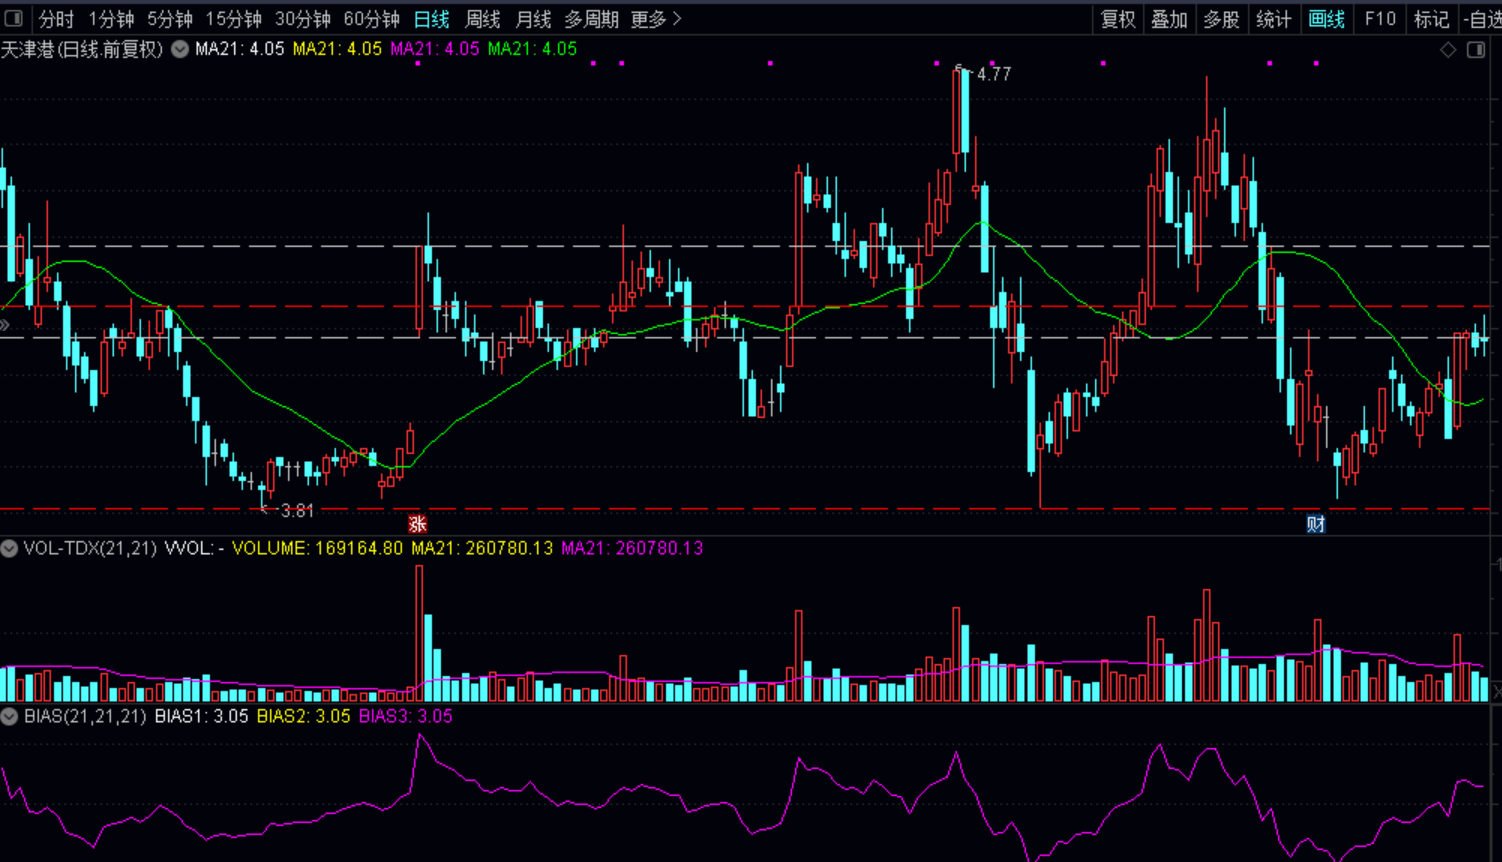 分时 1分钟 5分钟 15分钟 30分钟 60分钟 日线 周线 月线 多周期 更多 复权 叠加 多股 统计 画线 F10 标记 -自选
天津港(日线.前复权) MA21: 4.05 MA21: 4.05 MA21: 4.05 MA21: 4.05
4.77
3.81
涨 财
VOL-TDX(21,21) VVOL: - VOLUME: 169164.80 MA21: 260780.13 MA21: 260780.13
BIAS(21,21,21) BIAS1: 3.05 BIAS2: 3.05 BIAS3: 3.05